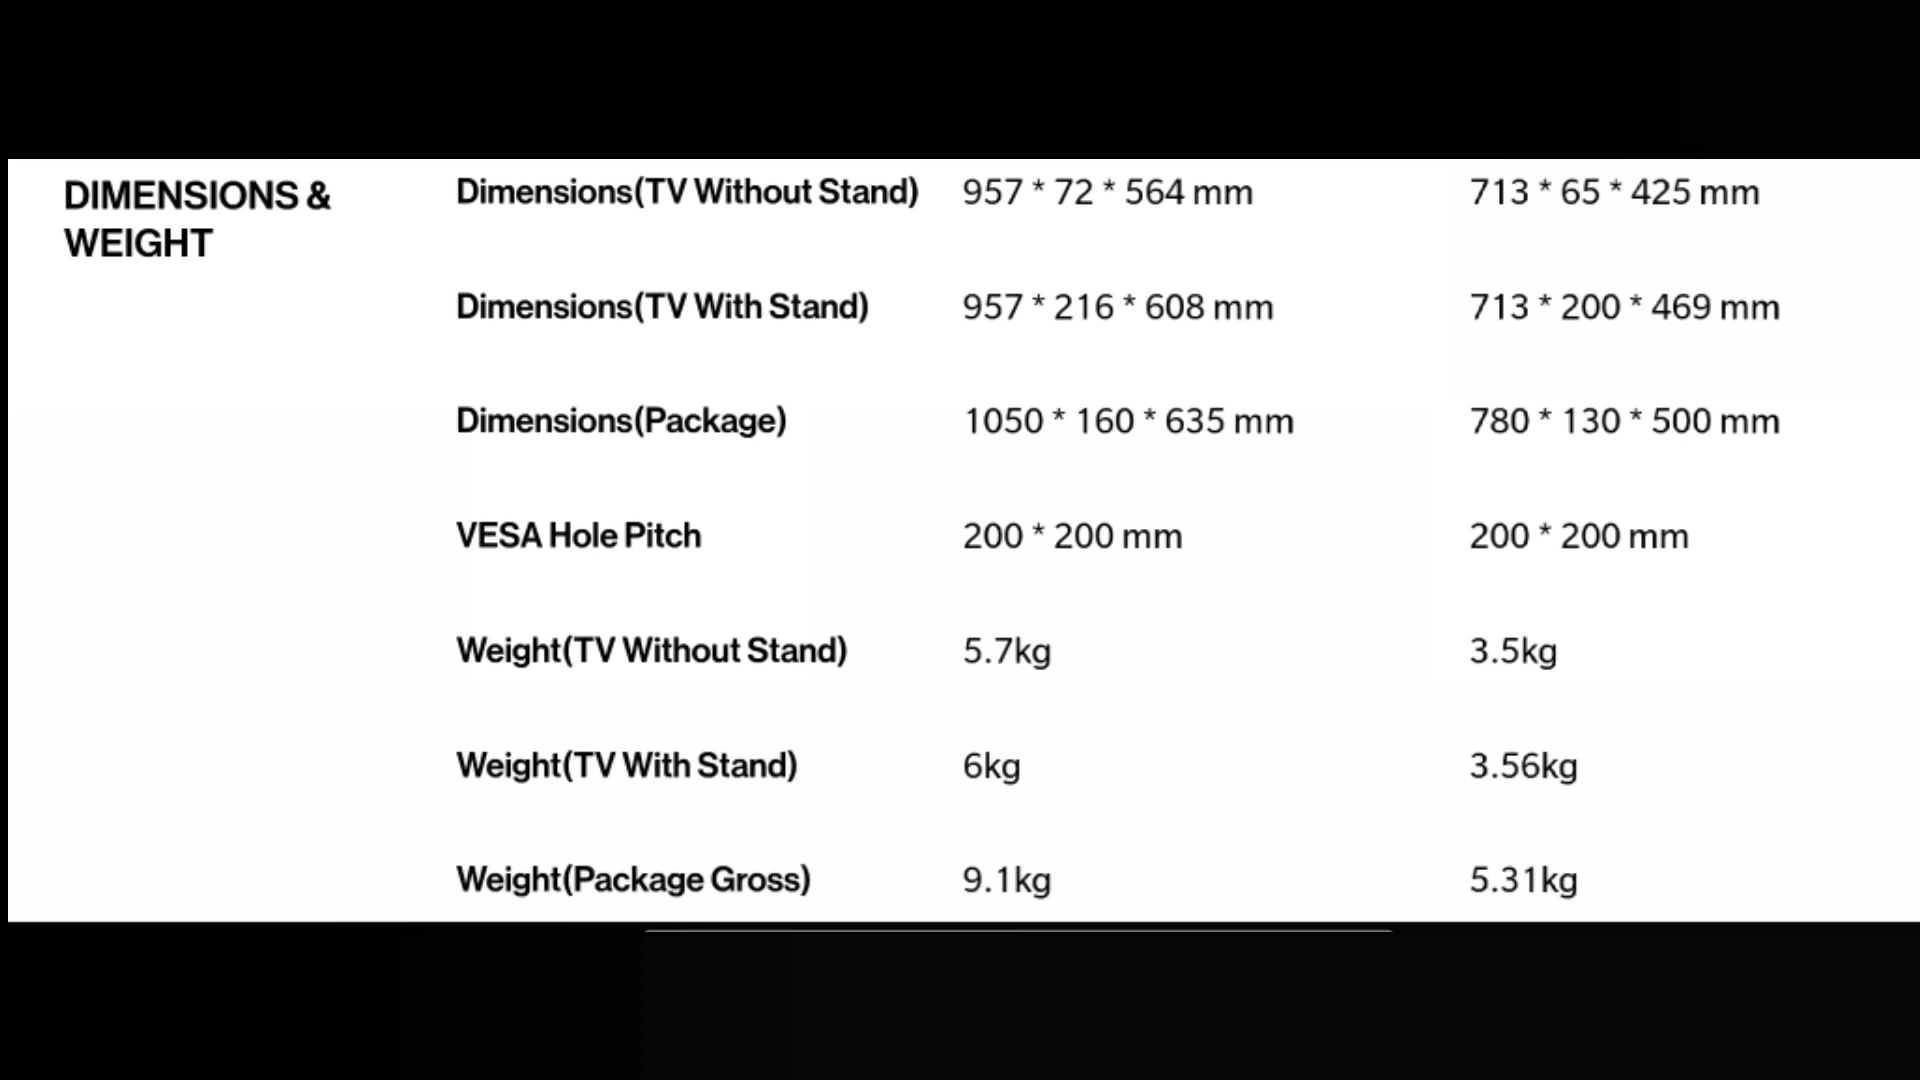 DIMENSIONS &
WEIGHT
Dimensions(TV Without Stand) 957 * 72 * 564 mm 713 * 65 * 425 mm
Dimensions(TV With Stand) 957 * 216 * 608 mm 713 * 200 * 469 mm
Dimensions(Package) 1050 * 160 * 635 mm 780 * 130 * 500 mm
VESA Hole Pitch 200 * 200 mm 200 * 200 mm
Weight(TV Without Stand) 5.7kg 3.5kg
Weight(TV With Stand) 6kg 3.56kg
Weight(Package Gross) 9.1kg 5.31kg